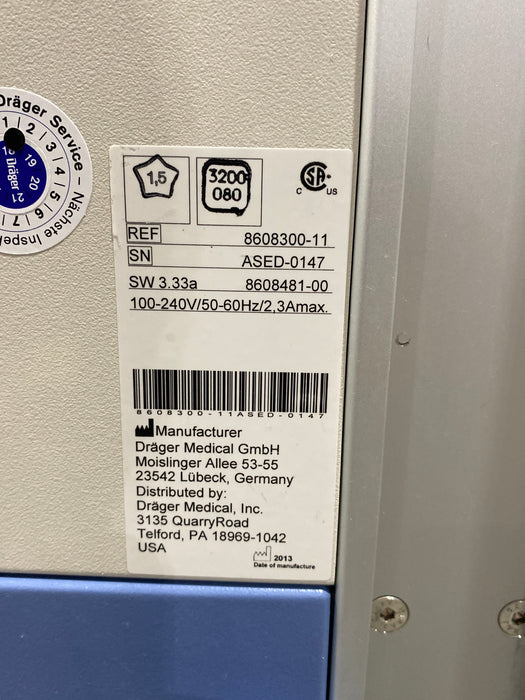 Dräger Service – Nächste Inspe
1 2 3 4 5 6 7
19 20 21
Dräger
1,5
3200
080
SA
C US
REF 8608300-11
SN ASED-0147
SW 3.33a 8608481-00
100-240V/50-60Hz/2,3Amax.
8608300-11ASED-0147
Manufacturer
Dräger Medical GmbH
Moislinger Allee 53-55
23542 Lübeck, Germany
Distributed by:
Dräger Medical, Inc.
3135 QuarryRoad
Telford, PA 18969-1042
USA
2013
Date of manufacture